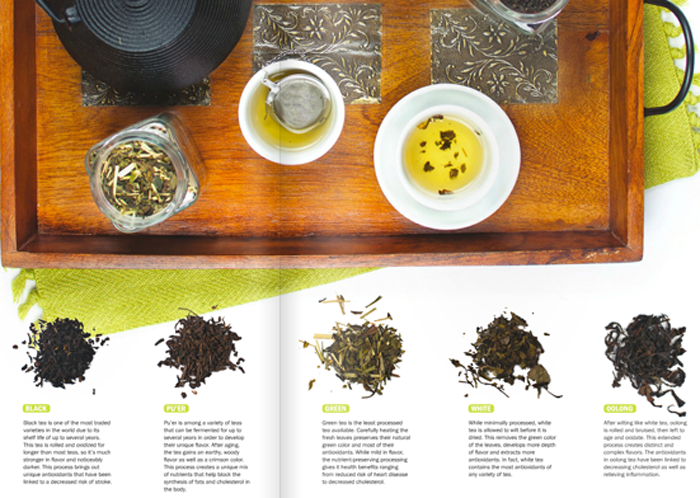 BLACK
Black tea is one of the most traded
varieties in the world due to its
shelf life of up to several years.
This tea is rolled and oxidized for
longer than most teas, so it's much
stronger in flavor and noticeably
darker. This process brings out
unique antioxidants that have been
linked to a decreased risk of stroke.
PU'ER
Pu'er is among a variety of teas
that can be fermented for up to
several years in order to develop
their unique flavor. After aging,
the tea gains an earthy, woody
flavor as well as a crimson color.
This process creates a unique mix
of nutrients that help block the
synthesis of fats and cholesterol in
the body.
GREEN
Green tea is the least processed
tea available. Carefully heating the
fresh leaves preserves their natural
green color and most of their
antioxidants. While mild in flavor,
the nutrient-preserving processing
gives it health benefits ranging
from reduced risk of heart disease
to decreased cholesterol.
WHITE
While minimally processed, white
tea is allowed to wilt before it is
dried. This removes the green color
of the leaves, develops more depth
of flavor and extracts more
antioxidants. In fact, white tea
contains the most antioxidants of
any variety of tea.
OOLONG
After wilting like white tea, oolong
is rolled and bruised, then left to
age and oxidate. This extended
process creates distinct and
complex flavors. The antioxidants
in oolong tea have been linked to
decreasing cholesterol as well as
relieving inflammation.